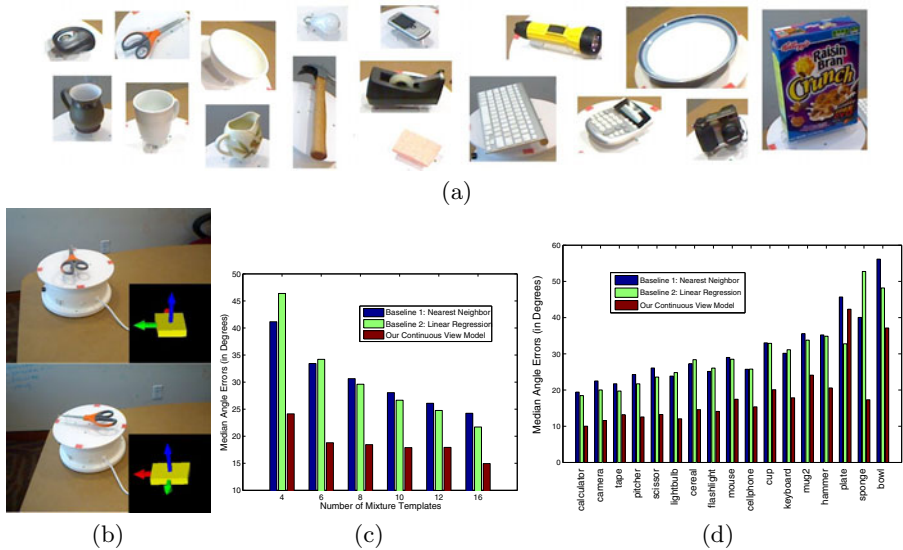 Kellogg's
Raisin
Bran
Crunch
(a)
50
45
40
35
30
25
20
15
10
Median Angle Errors (in Degrees)
Baseline 1: Nearest Neighbor
Baseline 2: Linear Regression
Our Continuous View Model
4 6 8 10 12 16
Number of Mixture Templates
60
50
40
30
20
10
0
Median Angle Errors (in Degrees)
Baseline 1: Nearest Neighbor
Baseline 2: Linear Regression
Our Continuous View Model
calculator
camera
tape
pitcher
scissor
lightbulb
cereal
flashlight
mouse
cellphone
cup
keyboard
mug2
hammer
plate
sponge
bowl
(b)
(c)
(d)